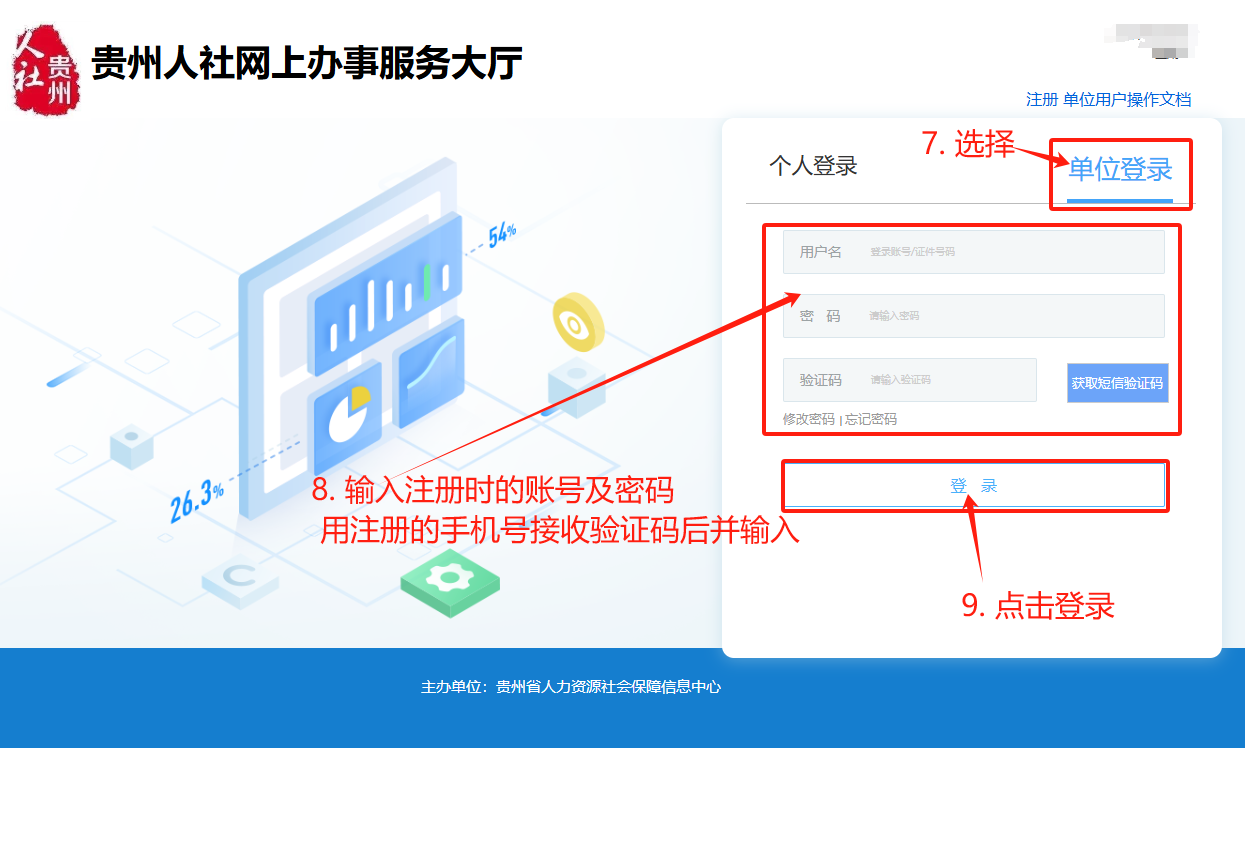 人社
贵州
贵州人社网上办事服务大厅
注册 单位用户操作文档
个人登录
7. 选择
单位登录
54%
用户名 登录账号/证件号码
密 码 请输入密码
验证码 请输入验证码
获取短信验证码
修改密码 | 忘记密码
26.3%
8. 输入注册时的账号及密码
用注册的手机号接收验证码后并输入
登 录
C
9. 点击登录
主办单位：贵州省人力资源社会保障信息中心